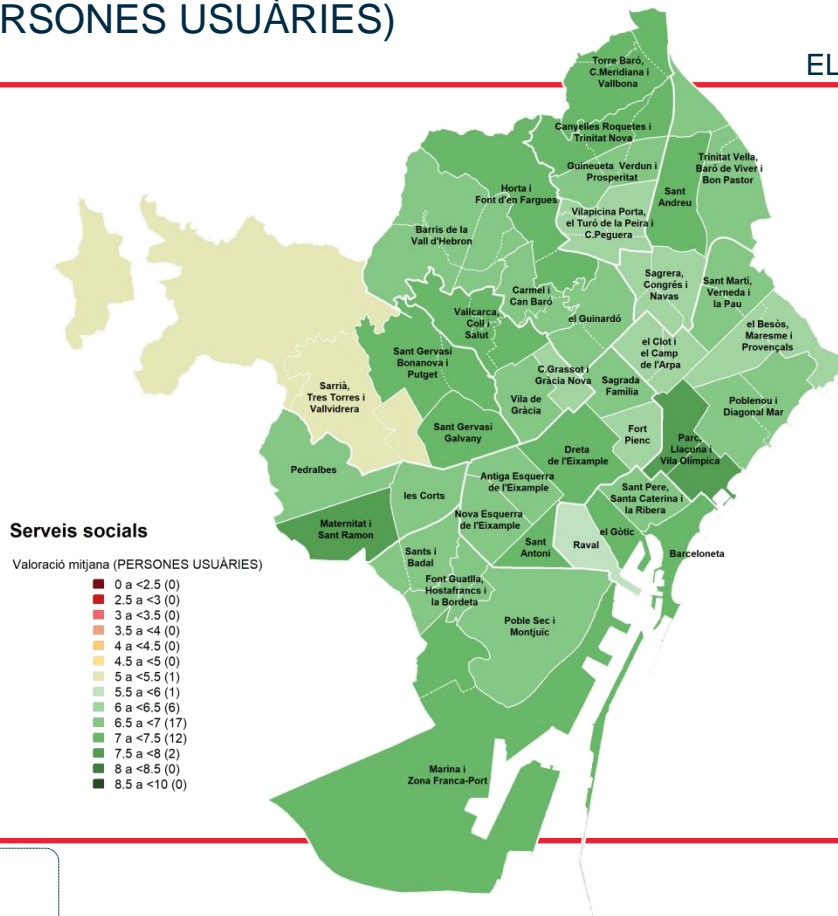 RSONES USUÀRIES)
EL
Torre Baró,
C.Meridiana i
Vallbona
Canyelles Roquetes i
Trinitat Nova
Guineueta Verdun i
Prosperitat
Trinitat Vella,
Baró de Viver i
Bon Pastor
Sant
Andreu
Horta i
Font d'en Fargues
Vilapicina Porta,
el Turó de la Peira i
C.Peguera
Barris de la
Vall d'Hebron
Sagrera,
Congrés i
Navas
Sant Martí,
Verneda i
la Pau
Carmel i
Can Baró
Vallcarca,
Coll i
Salut
el Guinardó
el Besòs,
Maresme i
Provençals
el Clot i
el Camp
de l'Arpa
Sant Gervasi
Bonanova i
Putget
C.Grassot i
Gràcia Nova
Sagrada
Família
Sarrià,
Tres Torres i
Vallvidrera
Vila de
Gràcia
Poblenou i
Diagonal Mar
Sant Gervasi
Galvany
Fort
Pienc
Parc,
Llacuna i
Vila Olímpica
Dreta
de l'Eixample
Pedralbes
Antiga Esquerra
de l'Eixample
les Corts
Sant Pere,
Santa Caterina i
la Ribera
Nova Esquerra
de l'Eixample
Maternitat i
Sant Ramon
el Gòtic
Sant
Antoni
Raval
Barceloneta
Sants i
Badal
Font Guatlla,
Hostafrancs i
la Bordeta
Poble Sec i
Montjuïc
Marina i
Zona Franca-Port
Serveis socials
Valoració mitjana (PERSONES USUÀRIES)
0 a <2.5 (0)
2.5 a <3 (0)
3 a <3.5 (0)
3.5 a <4 (0)
4 a <4.5 (0)
4.5 a <5 (0)
5 a <5.5 (1)
5.5 a <6 (1)
6 a <6.5 (6)
6.5 a <7 (17)
7 a <7.5 (12)
7.5 a <8 (2)
8 a <8.5 (0)
8.5 a <10 (0)